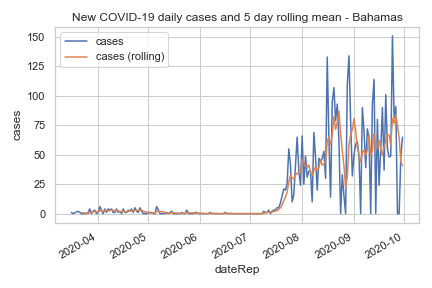 New COVID-19 daily cases and 5 day rolling mean - Bahamas
cases
cases (rolling)
150
125
100
75
50
25
0
cases
2020-04
2020-05
2020-06
2020-07
2020-08
2020-09
2020-10
dateRep